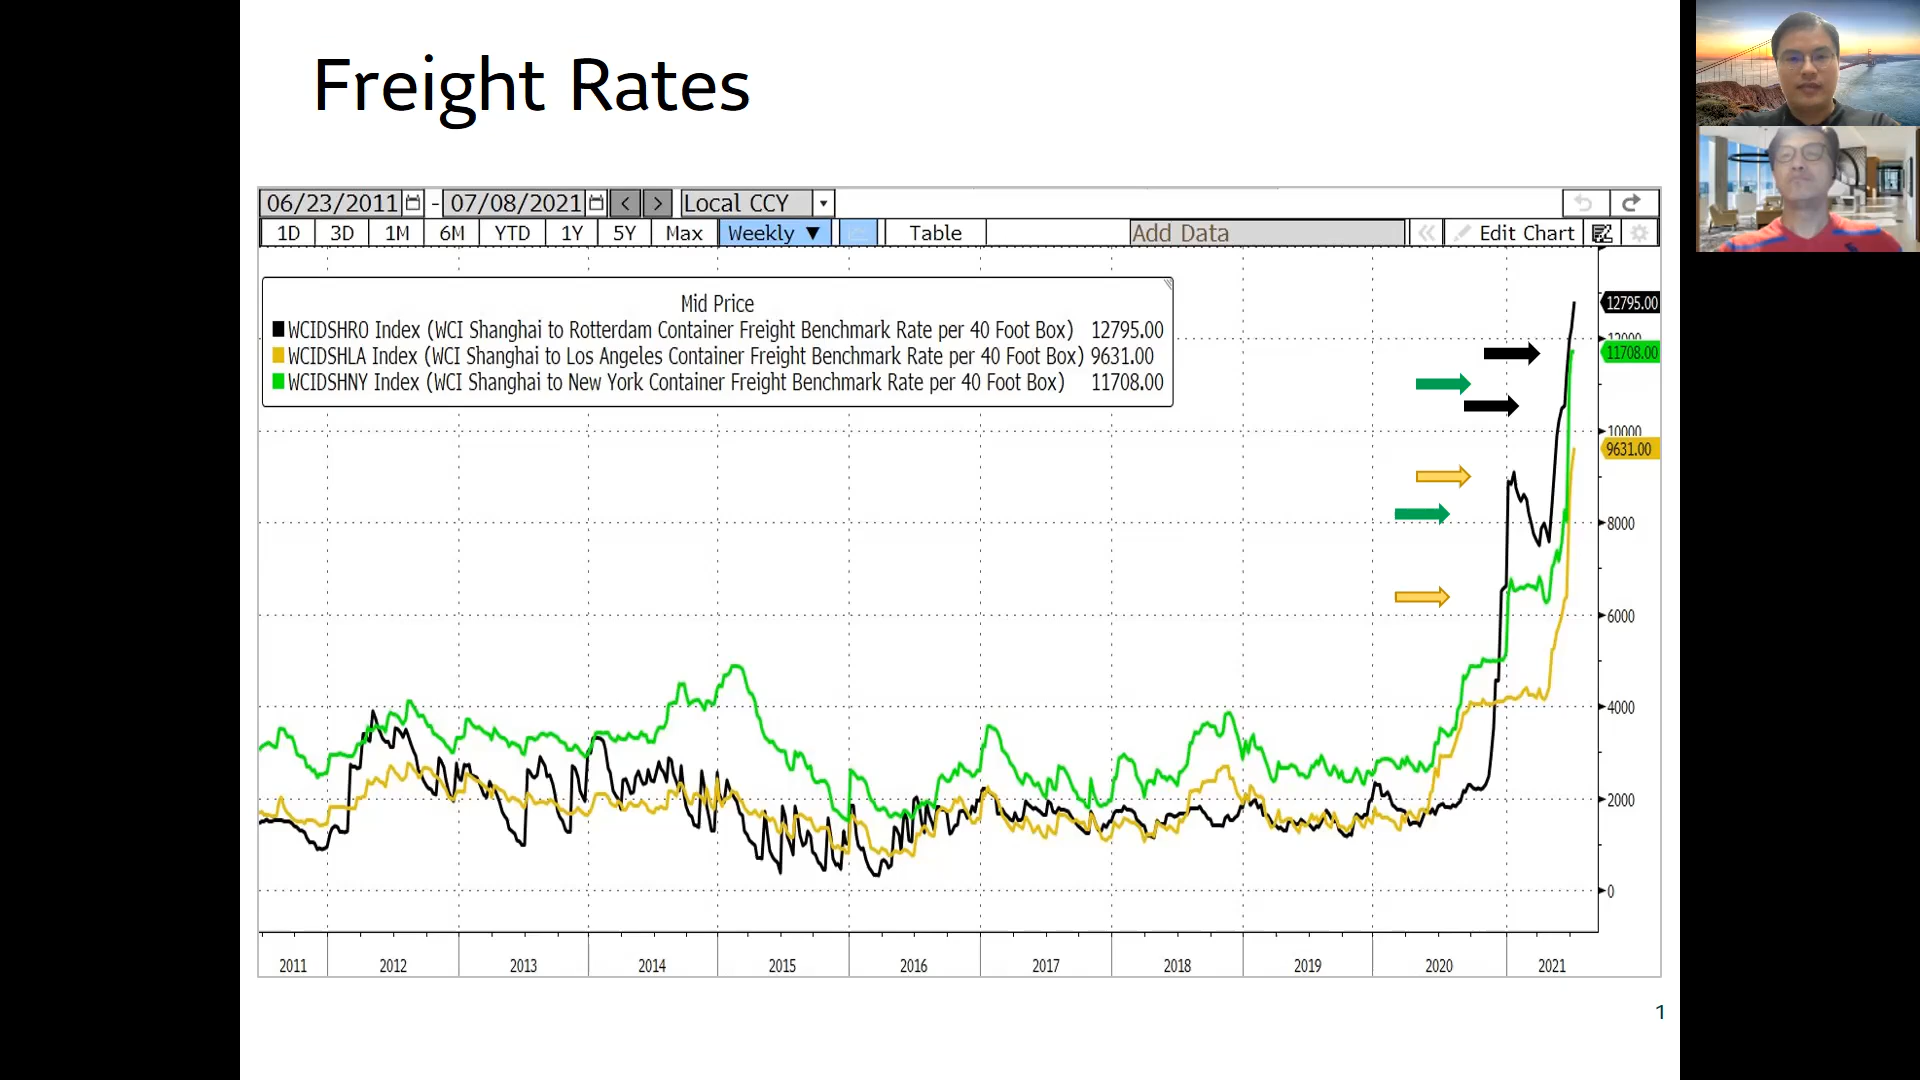 Freight Rates
06/23/2011 - 07/08/2021 < > Local CCY
1D 3D 1M 6M YTD 1Y 5Y Max Weekly ▼ Table Add Data « Edit Chart
Mid Price
WCIDSHRO Index (WCI Shanghai to Rotterdam Container Freight Benchmark Rate per 40 Foot Box) 12795.00
WCIDSHLA Index (WCI Shanghai to Los Angeles Container Freight Benchmark Rate per 40 Foot Box) 9631.00
WCIDSHNY Index (WCI Shanghai to New York Container Freight Benchmark Rate per 40 Foot Box) 11708.00
12795.00
12000
11708.00
10000
9631.00
8000
6000
4000
2000
0
2011 2012 2013 2014 2015 2016 2017 2018 2019 2020 2021
1